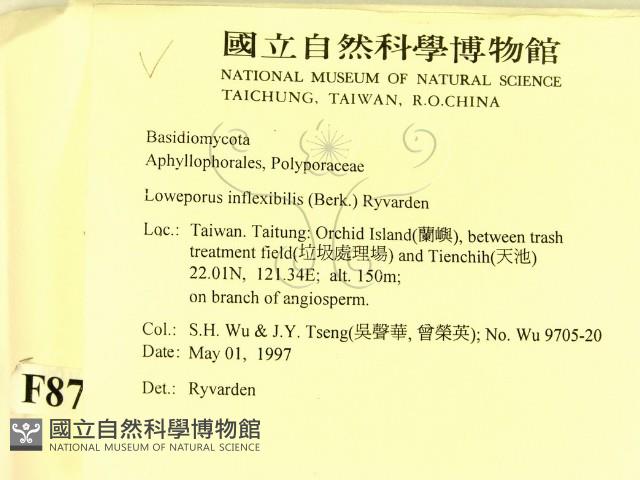 國立自然科學博物館
NATIONAL MUSEUM OF NATURAL SCIENCE
TAICHUNG, TAIWAN, R.O.CHINA
Basidiomycota
Aphyllophorales, Polyporaceae
Loweporus inflexibilis (Berk.) Ryvarden
Loc.: Taiwan. Taitung: Orchid Island(蘭嶼), between trash
treatment field(垃圾處理場) and Tienchih(天池)
22.01N, 121.34E; alt. 150m;
on branch of angiosperm.
Col.: S.H. Wu & J.Y. Tseng(吳聲華, 曾榮英); No. Wu 9705-20
Date: May 01, 1997
Det.: Ryvarden
F87
國立自然科學博物館
NATIONAL MUSEUM OF NATURAL SCIENCE